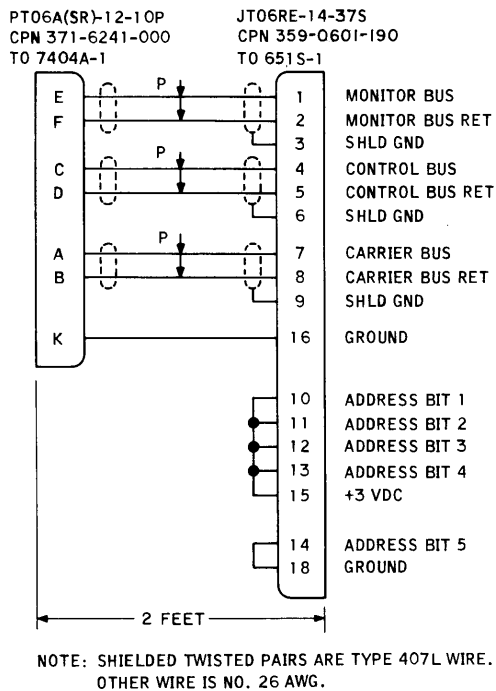 PT06A(SR)-12-10P JT06RE-14-37S
CPN 371-6241-000 CPN 359-0601-190
TO 7404A-1 TO 651S-1
P
E 1 MONITOR BUS
F 2 MONITOR BUS RET
3 SHLD GND
P
C 4 CONTROL BUS
D 5 CONTROL BUS RET
6 SHLD GND
P
A 7 CARRIER BUS
B 8 CARRIER BUS RET
9 SHLD GND
K 16 GROUND
10 ADDRESS BIT 1
11 ADDRESS BIT 2
12 ADDRESS BIT 3
13 ADDRESS BIT 4
15 +3 VDC
14 ADDRESS BIT 5
18 GROUND
2 FEET
NOTE: SHIELDED TWISTED PAIRS ARE TYPE 407L WIRE.
OTHER WIRE IS NO. 26 AWG.